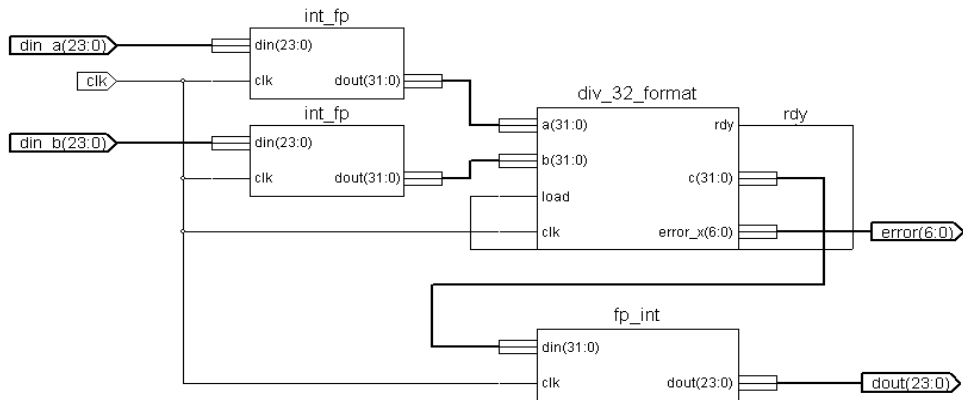 int_fp
din_a(23:0)
din(23:0)
clk
clk
dout(31:0)
int_fp
div_32_format
din_b(23:0)
din(23:0)
clk
dout(31:0)
a(31:0)
rdy
rdy
b(31:0)
c(31:0)
load
clk
error_x(6:0)
error(6:0)
fp_int
din(31:0)
clk
dout(23:0)
dout(23:0)